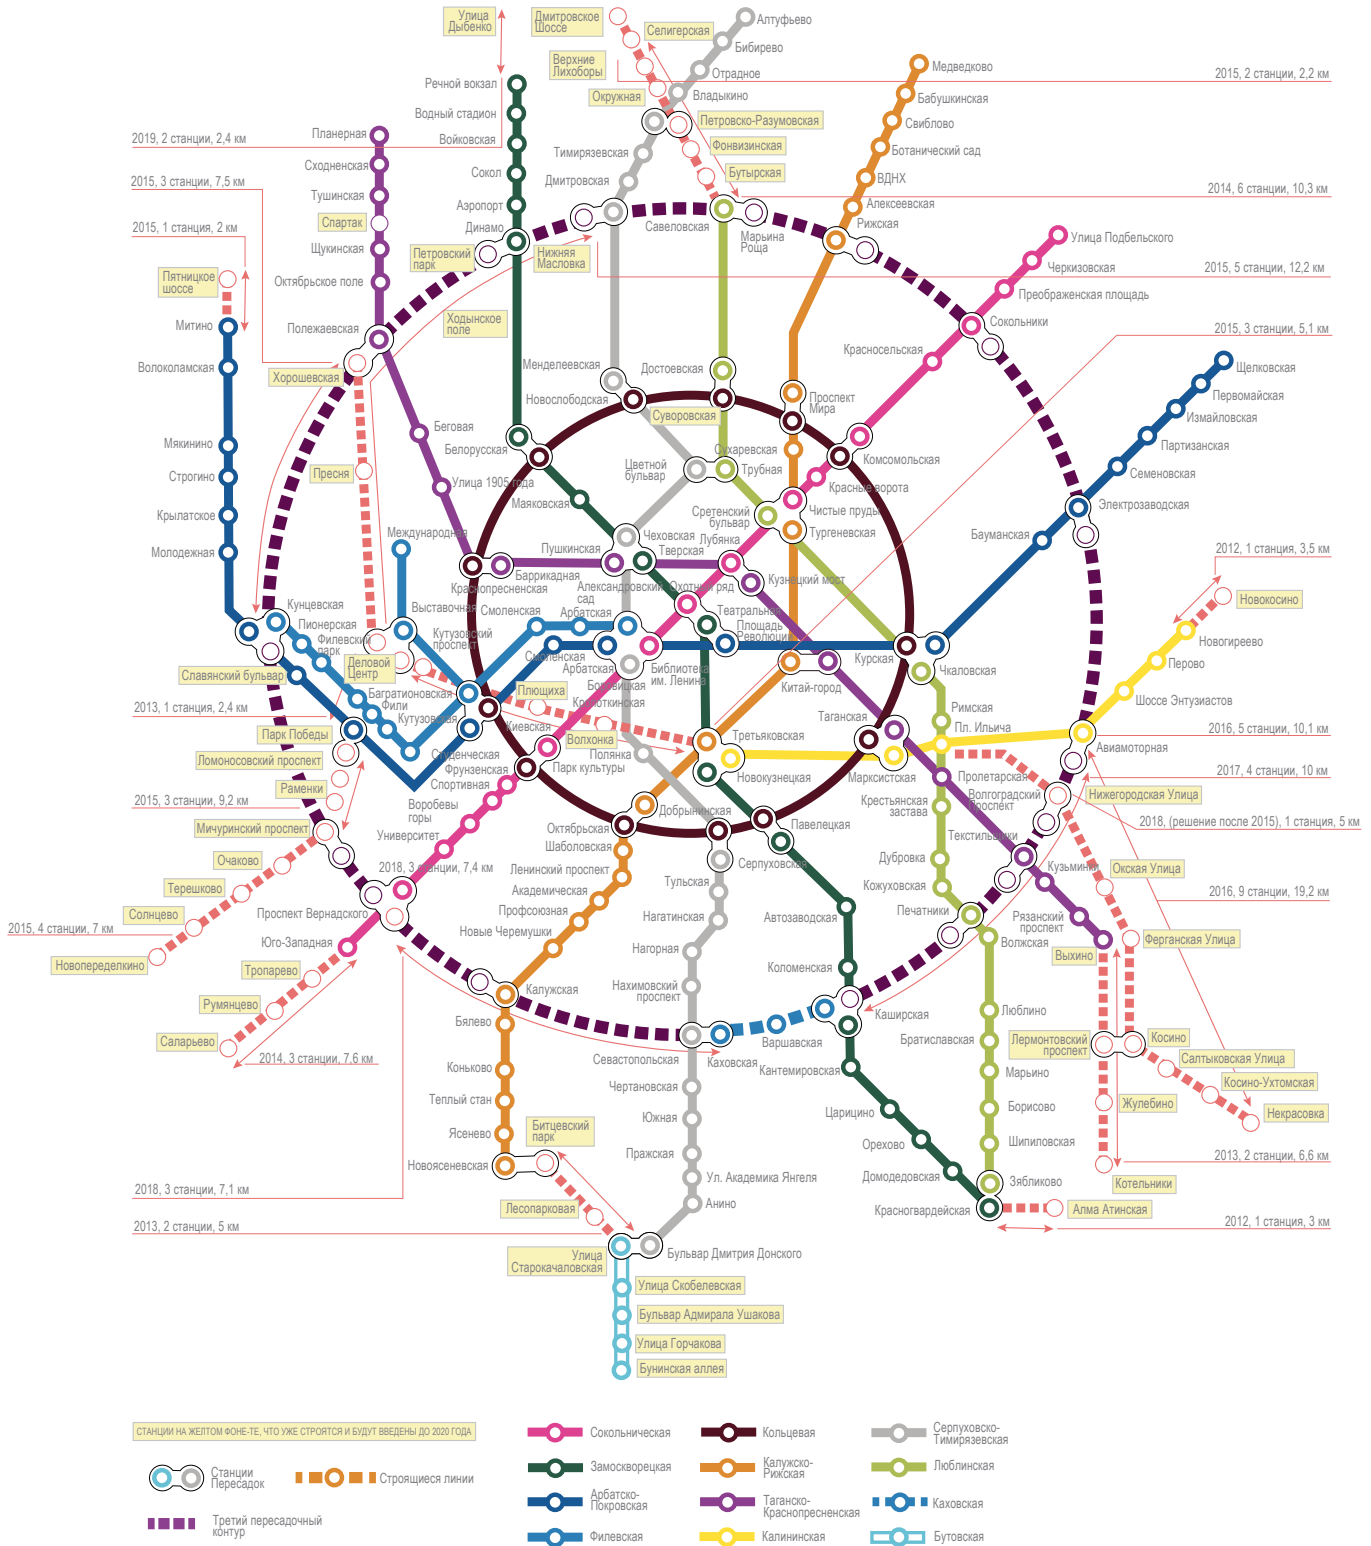 Улица
Дыбенко
Дмитровское
Шоссе
Селигерская
Алтуфьево
Бибирево
Верхние
Лихоборы
Отрадное
Медведково
2015, 2 станции, 2,2 км
Речной вокзал
Окружная
Владыкино
Бабушкинская
Водный стадион
Петровско-Разумовская
Свиблово
2019, 2 станции, 2,4 км
Планерная
Войковская
Фонвизинская
Ботанический сад
Тимирязевская
Сходненская
Сокол
Бутырская
ВДНХ
2015, 3 станции, 7,5 км
Дмитровская
2014, 6 станции, 10,3 км
Тушинская
Аэропорт
Алексеевская
Спартак
Динамо
Савеловская
Марьина
Роща
Рижская
2015, 1 станция, 2 км
Щукинская
Петровский
парк
Нижняя
Масловка
Улица Подбельского
2015, 5 станции, 12,2 км
Черкизовская
Пятницкое
шоссе
Октябрьское поле
Преображенная площадь
Митино
Полежаевская
Ходынское
поле
Сокольники
2015, 3 станции, 5,1 км
Красносельская
Волоколамская
Хорошевская
Менделеевская
Достоевская
Щелковская
Новослободская
Суворовская
Проспект
Мира
Первомайская
Измайловская
Мякинино
Беговая
Белорусская
Сухаревская
Комсомольская
Партизанская
Строгино
Пресня
Улица 1905 года
Цветной
бульвар
Трубная
Красные ворота
Семеновская
Крылатское
Маяковская
Сретенский
бульвар
Чистые пруды
Электрозаводская
Международная
Чеховская
Лубянка
Тургеневская
Бауманская
Молодежная
Пушкинская
Тверская
2012, 1 станция, 3,5 км
Баррикадная
Краснопресненская
Александровский
сад
Охотный ряд
Кузнецкий мост
Новокосино
Кунцевская
Выставочная
Смоленская
Арбатская
Театральная
Пионерская
Кутузовский
проспект
Площадь
Революции
Новогиреево
Филевский
парк
Деловой
Центр
Смоленская
Арбатская
Библиотека
им. Ленина
Курская
Перово
Славянский бульвар
Боровицкая
Китай-город
Чкаловская
Багратионовская
Плющиха
Кропоткинская
Шоссе Энтузиастов
2013, 1 станция, 2,4 км
Фили
Римская
Парк Победы
Кутузовская
Киевская
Волхонка
Третьяковская
Таганская
Пл. Ильича
2016, 5 станции, 10,1 км
Ломоносовский проспект
Студенческая
Полянка
Авиамоторная
Фрунзенская
Парк культуры
Новокузнецкая
Марксистская
Пролетарская
2017, 4 станции, 10 км
Раменки
Спортивная
Волгоградский
Проспект
Нижегородская Улица
2015, 3 станции, 9,2 км
Воробевы
горы
Добрынинская
Крестьянская
застава
Мичуринский проспект
Университет
Октябрьская
Павелецкая
Текстильщики
2018, (решение после 2015), 1 станция, 5 км
Шаболовская
Очаково
2018, 3 станции, 7,4 км
Ленинский проспект
Серпуховская
Дубровка
Кузьминки
Окская Улица
Терешково
Академическая
Тульская
Кожуховская
2016, 9 станции, 19,2 км
Солнцево
Проспект Вернадского
Профсоюзная
Нагатинская
Автозаводская
Печатники
Рязанский
проспект
2015, 4 станции, 7 км
Юго-Западная
Новые Черемушки
Нагорная
Волжская
Выхино
Ферганская Улица
Новопеределкино
Тропарево
Коломенская
Румянцево
Калужская
Нахимовский
проспект
Саларьево
Бялево
Каширская
Люблино
Севастопольская
Каховская
Варшавская
Братиславская
Лермонтовский
проспект
Косино
2014, 3 станции, 7,6 км
Коньково
Чертановская
Кантемировская
Марьино
Салтыковская Улица
Косино-Ухтомская
Теплый стан
Южная
Царицино
Борисово
Жулебино
Некрасовка
Ясенево
Битцевский
парк
Пражская
Орехово
Шипиловская
2013, 2 станции, 6,6 км
Новоясеневская
Ул. Академика Янгеля
Домодедовская
Зябликово
Котельники
2018, 3 станции, 7,1 км
Лесопарковая
Анино
Красногвардейская
Алма Атинская
2013, 2 станции, 5 км
2012, 1 станция, 3 км
Улица
Старокачаловская
Бульвар Дмитрия Донского
Улица Скобелевская
Бульвар Адмирала Ушакова
Улица Горчакова
Бунинская аллея
СТАНЦИИ НА ЖЕЛТОМ ФОНЕ-ТЕ, ЧТО УЖЕ СТРОЯТСЯ И БУДУТ ВВЕДЕНЫ ДО 2020 ГОДА
Станции
Пересадок
Строящиеся линии
Третий пересадочный
контур
Сокольническая
Замоскворецкая
Арбатско-
Покровская
Филевская
Кольцевая
Калужско-
Рижская
Таганско-
Краснопресненская
Калининская
Серпуховско-
Тимирязевская
Люблинская
Каховская
Бутовская